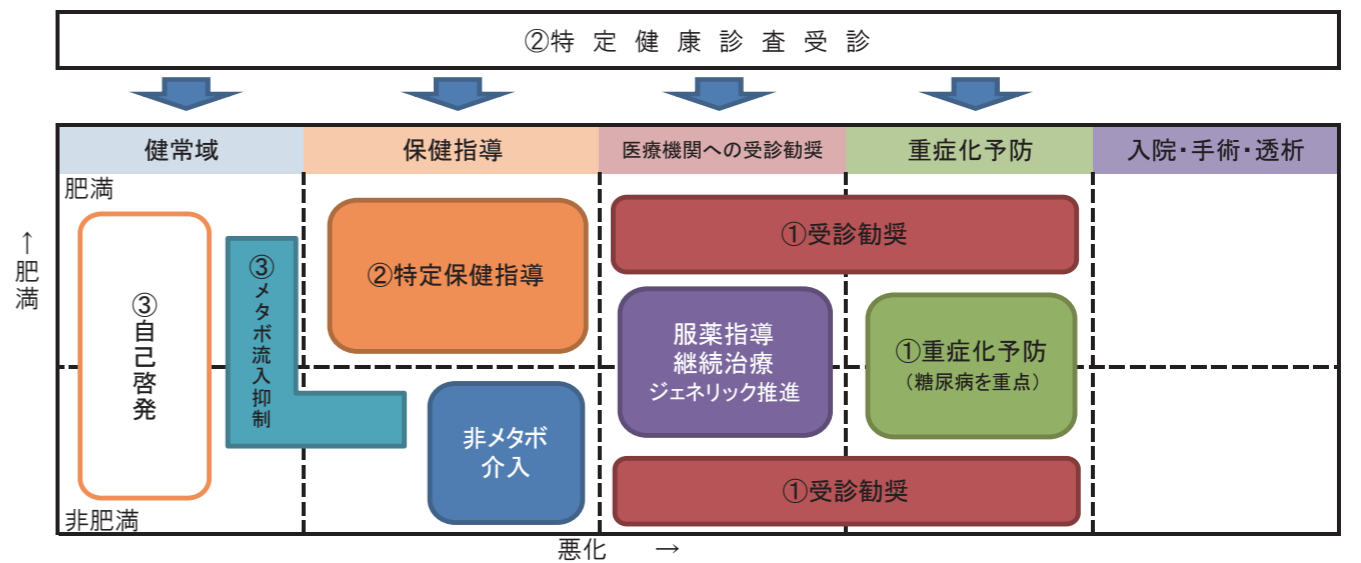 ②特定健康診査受診
健常域
保健指導
医療機関への受診勧奨
重症化予防
入院・手術・透析
肥満
↑肥満
③自己啓発
③メタボ流入抑制
②特定保健指導
①受診勧奨
服薬指導
継続治療
ジェネリック推進
①重症化予防
（糖尿病を重点）
非メタボ
介入
①受診勧奨
非肥満
悪化 →